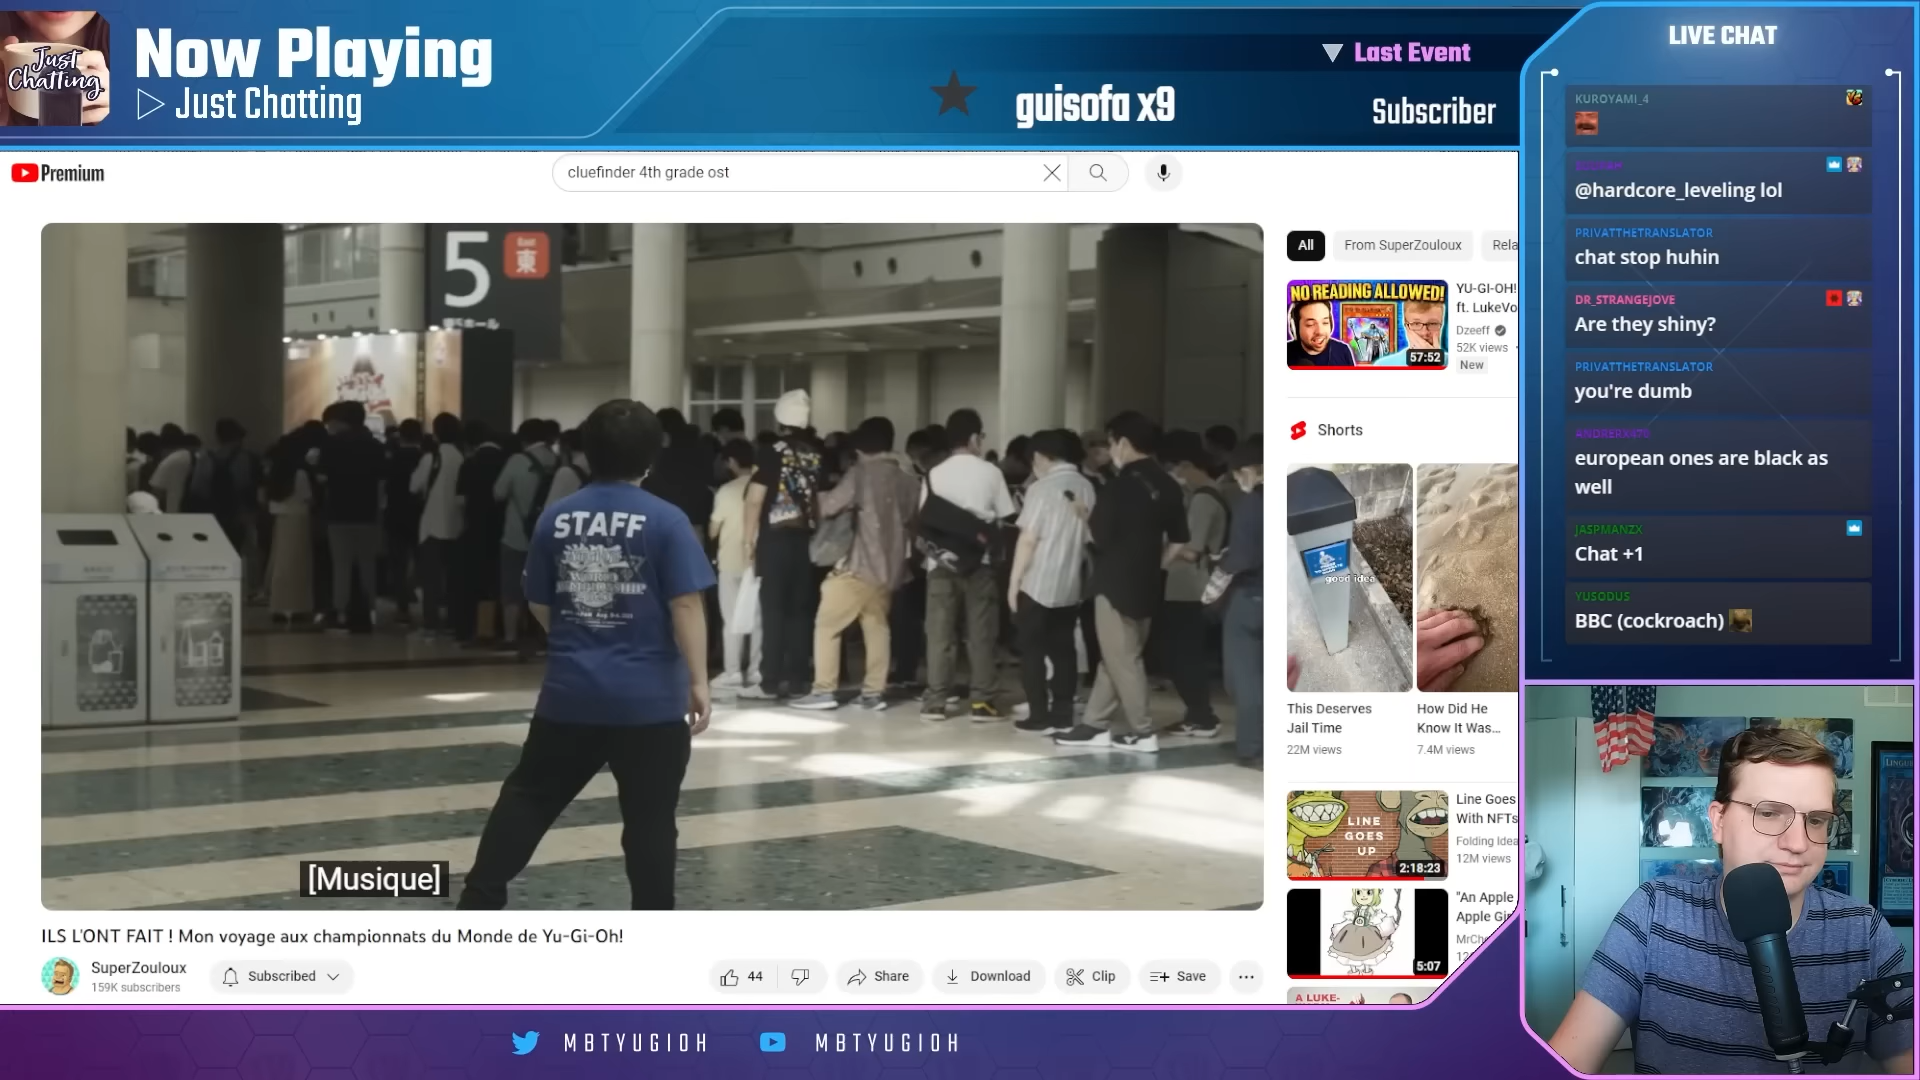 Just Chatting
Now Playing
Just Chatting
Last Event
guisofa x9
Subscriber
LIVE CHAT
Premium
cluefinder 4th grade ost
5
East
東
STAFF
WORLD
CHAMPIONSHIP
[Musique]
ILS L'ONT FAIT ! Mon voyage aux championnats du Monde de Yu-Gi-Oh!
SuperZouloux
159K subscribers
Subscribed
44
Share
Download
Clip
Save
All
From SuperZouloux
Rela
NO READING ALLOWED!
57:52
YU-GI-OH!
ft. LukeVo
Dzeeff
52K views
New
Shorts
good idea
This Deserves
Jail Time
22M views
How Did He
Know It Was...
7.4M views
LINE
GOES
UP
2:18:23
Line Goes
With NFTs
Folding Idea
12M views
5:07
"An Apple
Apple Gi
MrCh
A LUKE-
KUROYAMI_4
@hardcore_leveling lol
PRIVATTHETRANSLATOR
chat stop huhin
DR_STRANGEJOVE
Are they shiny?
PRIVATTHETRANSLATOR
you're dumb
ANDRERX470
european ones are black as
well
JASPMANZX
Chat +1
YUSODUS
BBC (cockroach)
MBTYUGIOH
MBTYUGIOH